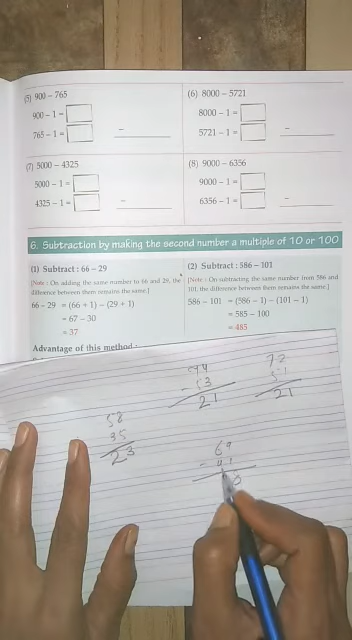 (5) 900 – 765
900 – 1 =
765 – 1 =
–
(6) 8000 – 5721
8000 – 1 =
5721 – 1 =
–
(7) 5000 – 4325
5000 – 1 =
4325 – 1 =
–
(8) 9000 – 6356
9000 – 1 =
6356 – 1 =
–
6. Subtraction by making the second number a multiple of 10 or 100
(1) Subtract : 66 – 29
[Note : On adding the same number to 66 and 29, the
difference between them remains the same.]
66 – 29 = (66 + 1) – (29 + 1)
= 67 – 30
= 37
Advantage of this method :
(2) Subtract : 586 – 101
[Note : On subtracting the same number from 586 and
101, the difference between them remains the same.]
586 – 101 = (586 – 1) – (101 – 1)
= 585 – 100
= 485
53
21
72
51
21
58
35
23
69